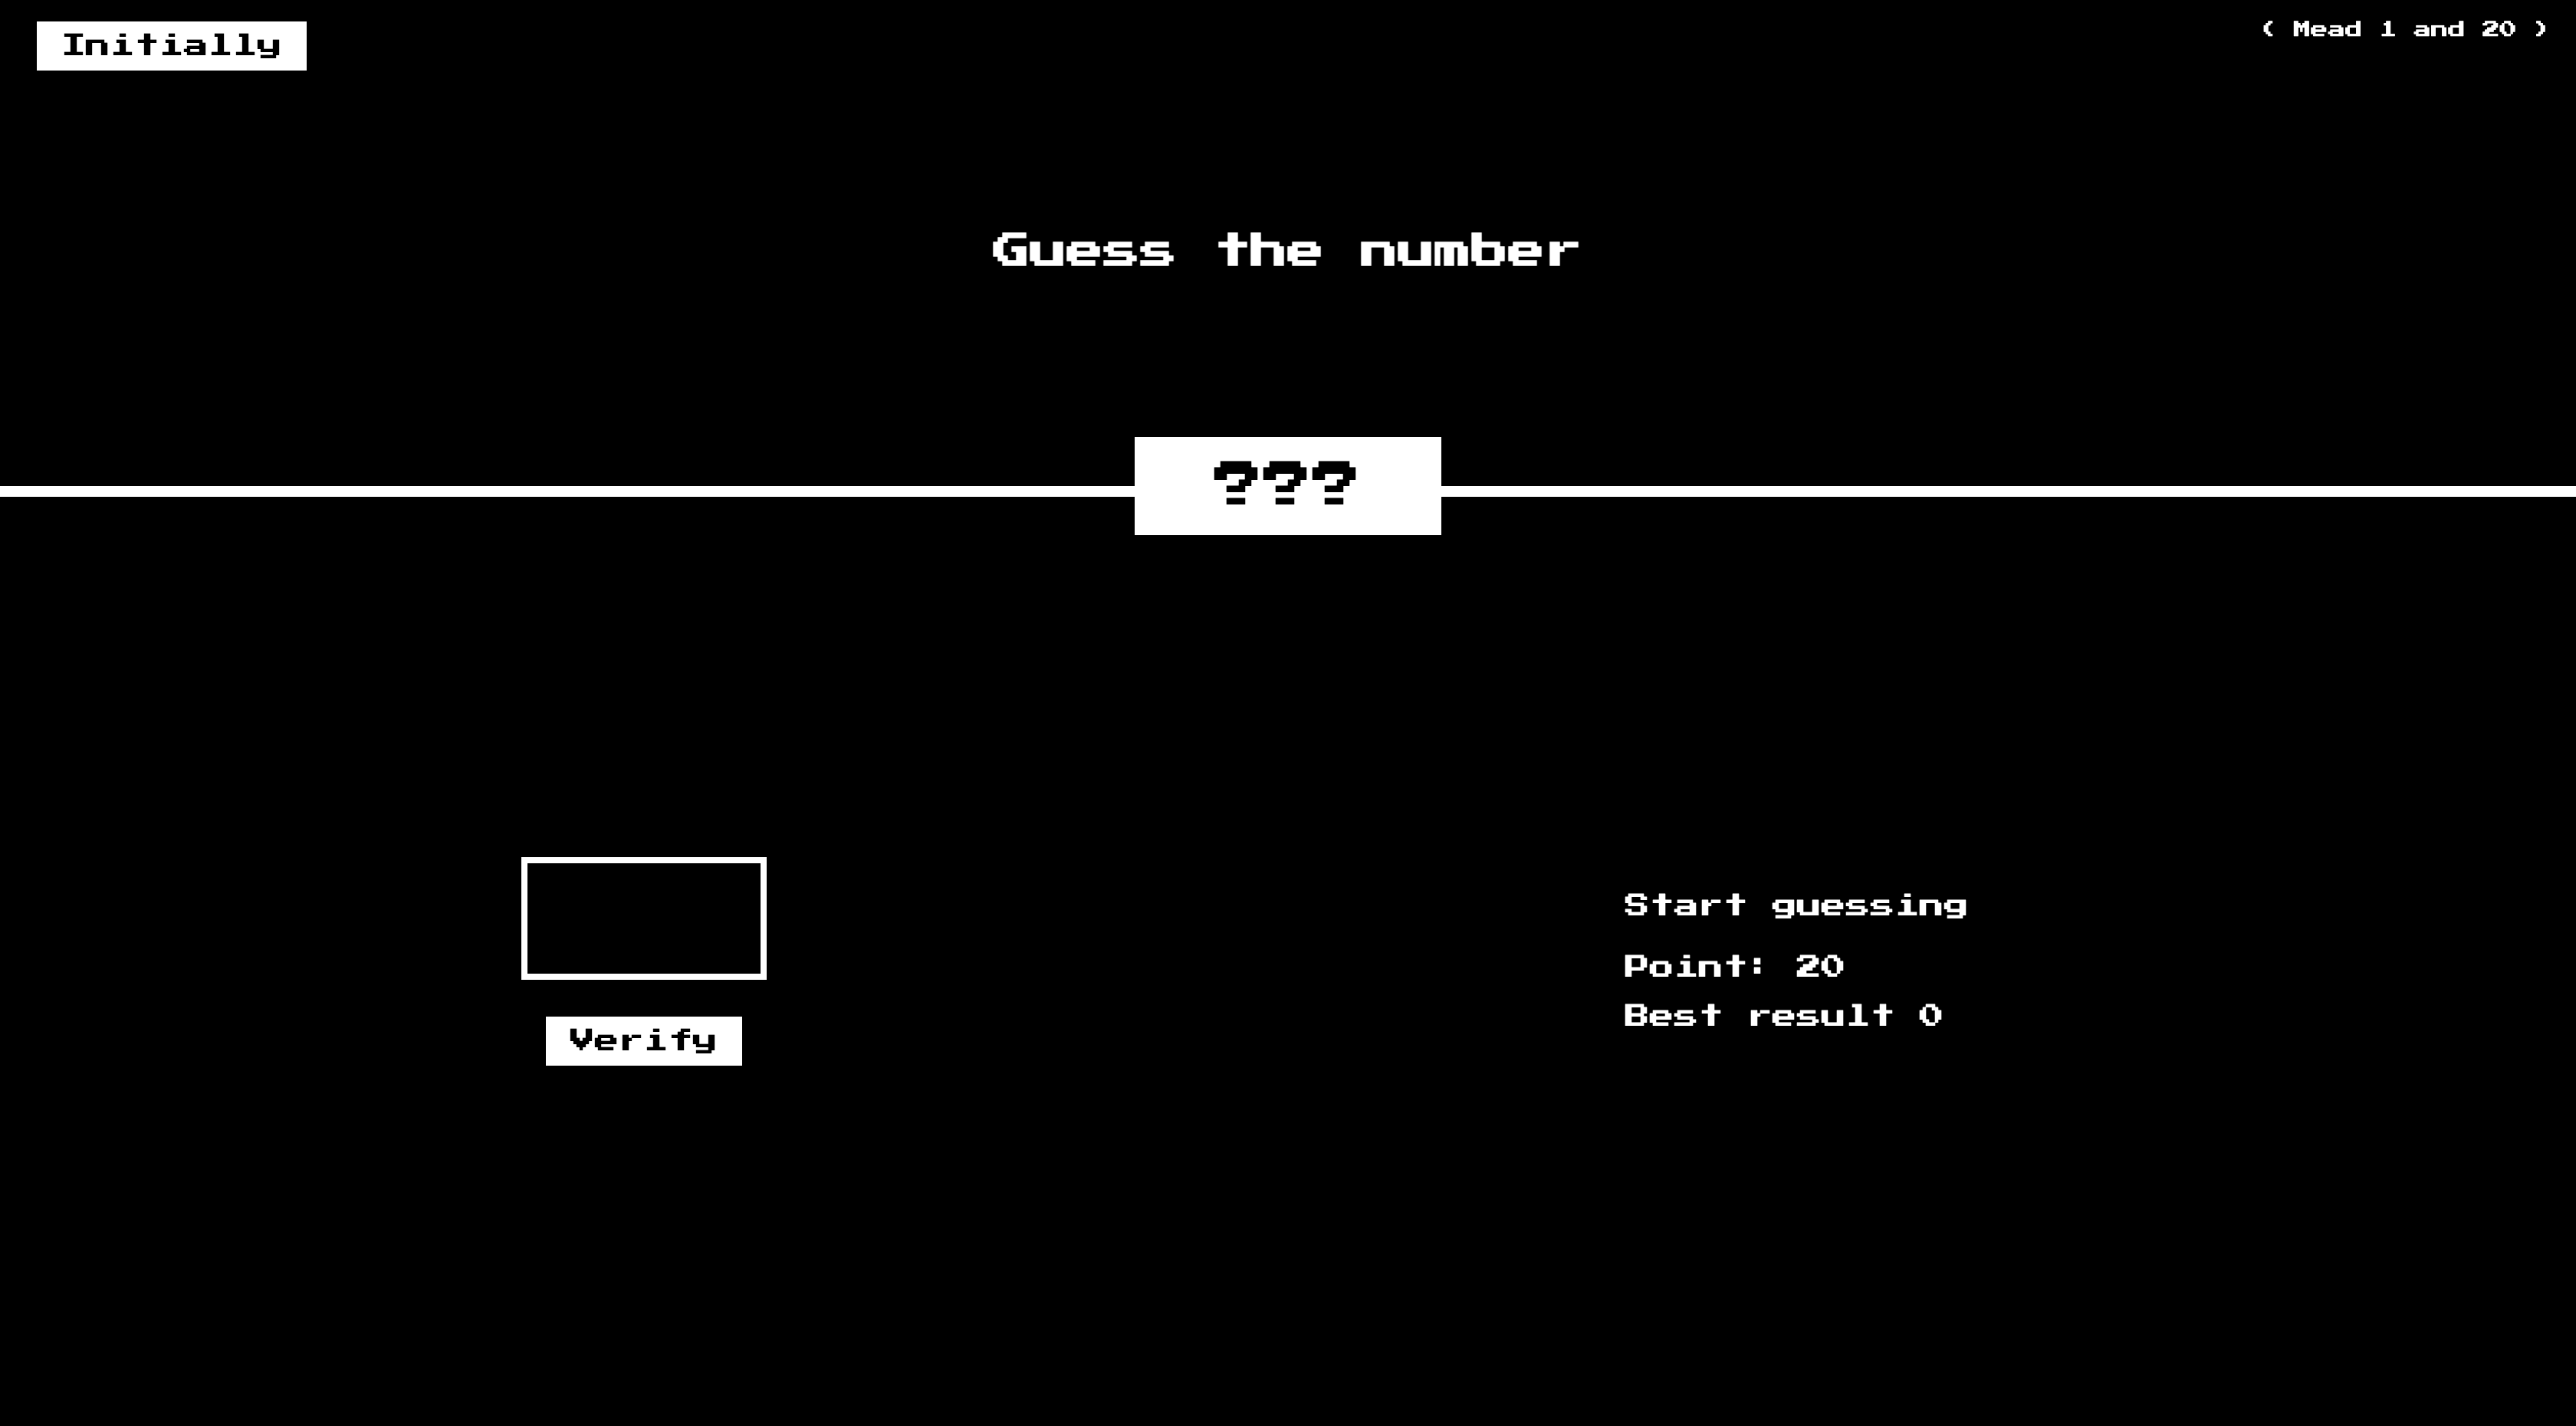 Initially
( Mead 1 and 20 )
Guess the number
???
Start guessing
Point: 20
Best result 0
Verify